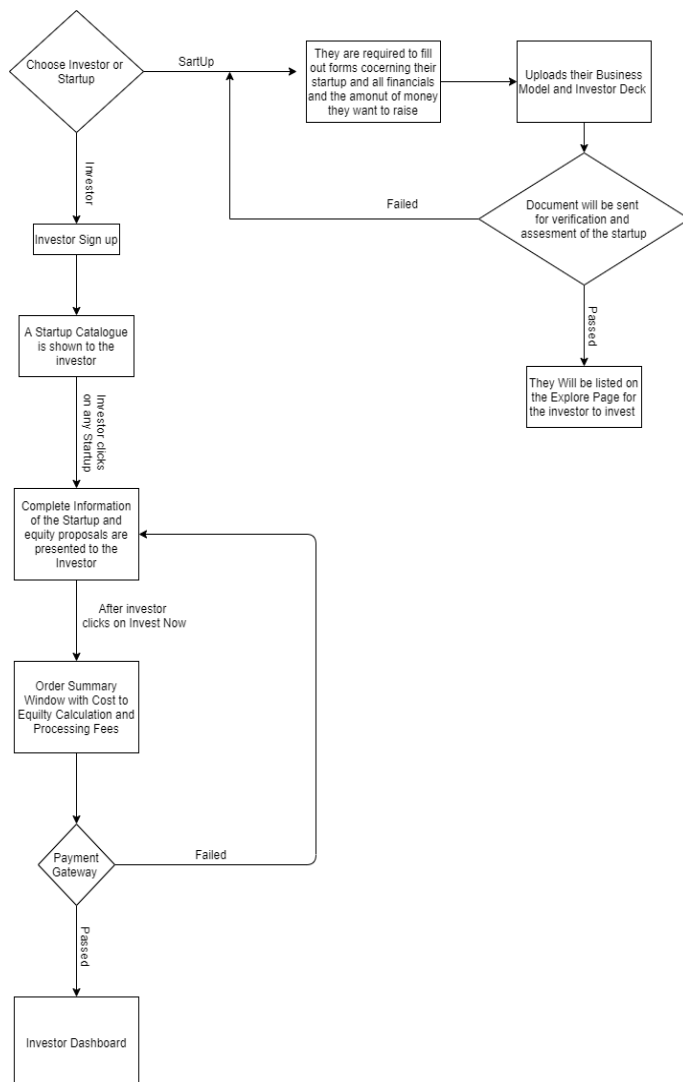 Choose Investor or
Startup
SartUp
They are required to fill
out forms cocerning their
startup and all financials
and the amonut of money
they want to raise
Uploads their Business
Model and Investor Deck
Document will be sent
for verification and
assesment of the startup
Failed
Passed
They Will be listed on
the Explore Page for
the investor to invest
Investor
Investor Sign up
A Startup Catalogue
is shown to the
investor
Investor clicks
on any Startup
Complete Information
of the Startup and
equity proposals are
presented to the
Investor
After investor
clicks on Invest Now
Order Summary
Window with Cost to
Equilty Calculation and
Processing Fees
Payment
Gateway
Failed
Passed
Investor Dashboard